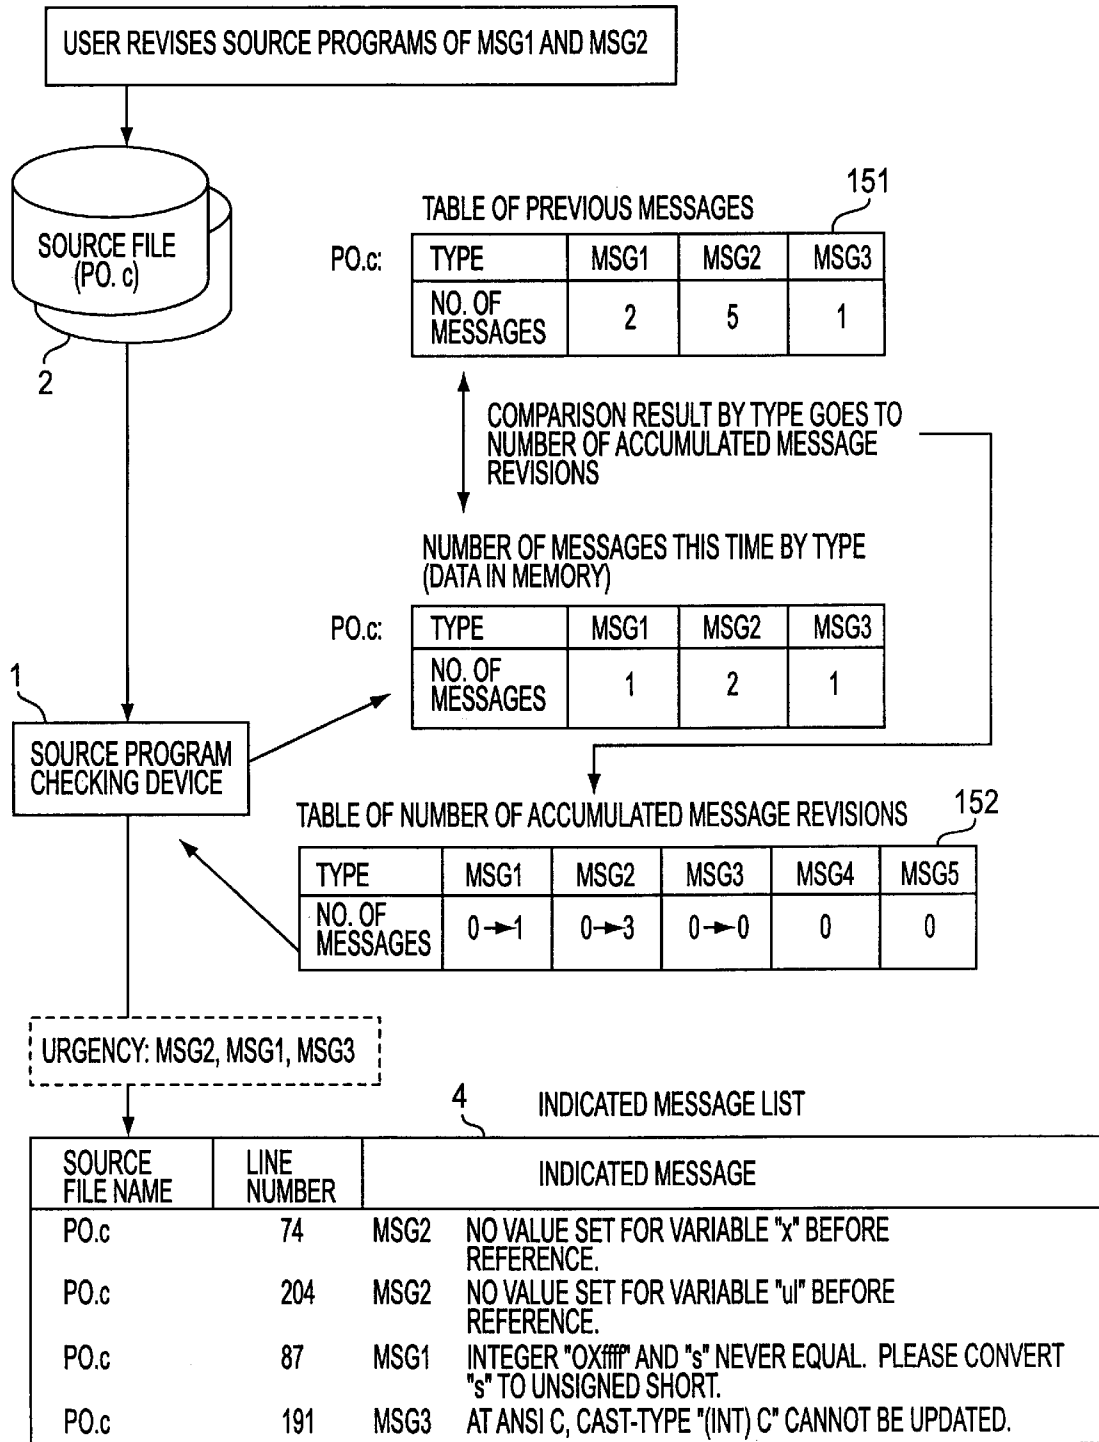 USER REVISES SOURCE PROGRAMS OF MSG1 AND MSG2
SOURCE FILE
(PO. c)
2
151
TABLE OF PREVIOUS MESSAGES
PO.c:
TYPE MSG1 MSG2 MSG3
NO. OF
MESSAGES 2 5 1
COMPARISON RESULT BY TYPE GOES TO
NUMBER OF ACCUMULATED MESSAGE
REVISIONS
NUMBER OF MESSAGES THIS TIME BY TYPE
(DATA IN MEMORY)
PO.c:
TYPE MSG1 MSG2 MSG3
NO. OF
MESSAGES 1 2 1
1
SOURCE PROGRAM
CHECKING DEVICE
152
TABLE OF NUMBER OF ACCUMULATED MESSAGE REVISIONS
TYPE MSG1 MSG2 MSG3 MSG4 MSG5
NO. OF
MESSAGES 0→1 0→3 0→0 0 0
URGENCY: MSG2, MSG1, MSG3
4
INDICATED MESSAGE LIST
SOURCE
FILE NAME
LINE
NUMBER
INDICATED MESSAGE
PO.c 74 MSG2 NO VALUE SET FOR VARIABLE "x" BEFORE
REFERENCE.
PO.c 204 MSG2 NO VALUE SET FOR VARIABLE "ul" BEFORE
REFERENCE.
PO.c 87 MSG1 INTEGER "OXffff" AND "s" NEVER EQUAL. PLEASE CONVERT
"s" TO UNSIGNED SHORT.
PO.c 191 MSG3 AT ANSI C, CAST-TYPE "(INT) C" CANNOT BE UPDATED.